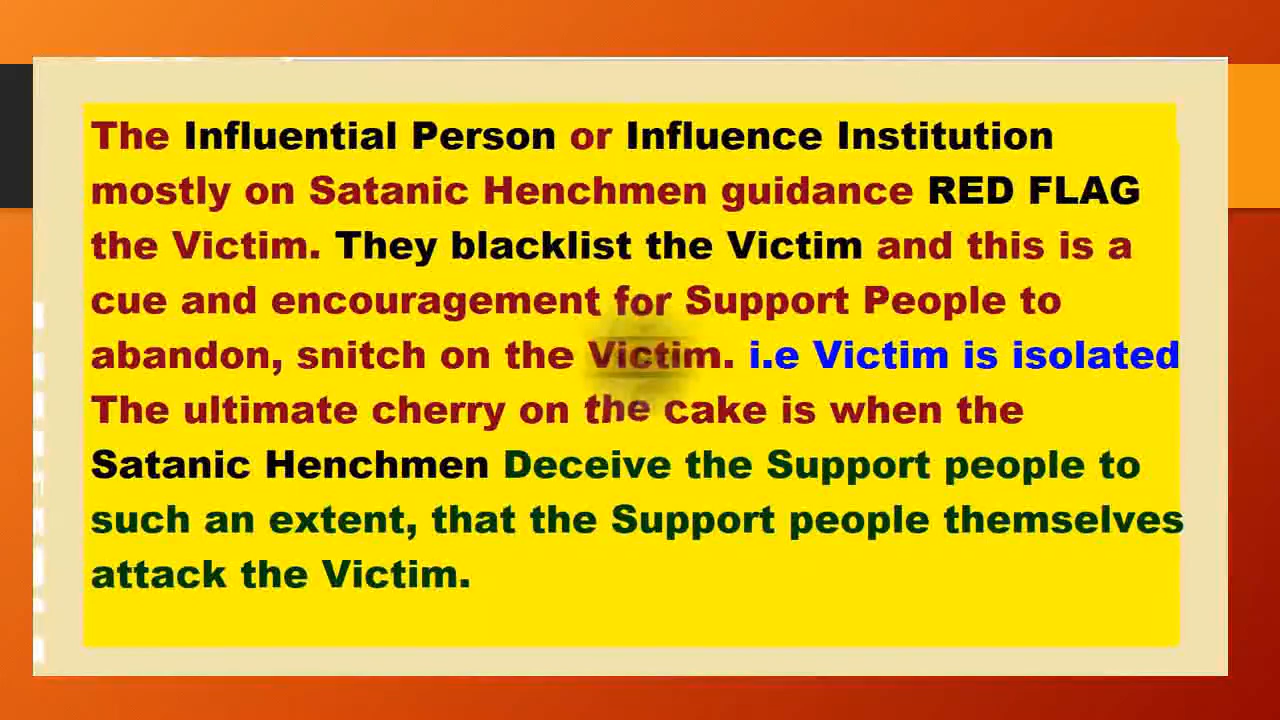 The Influential Person or Influence Institution
mostly on Satanic Henchmen guidance RED FLAG
the Victim. They blacklist the Victim and this is a
cue and encouragement for Support People to
abandon, snitch on the Victim. i.e Victim is isolated
The ultimate cherry on the cake is when the
Satanic Henchmen Deceive the Support people to
such an extent, that the Support people themselves
attack the Victim.